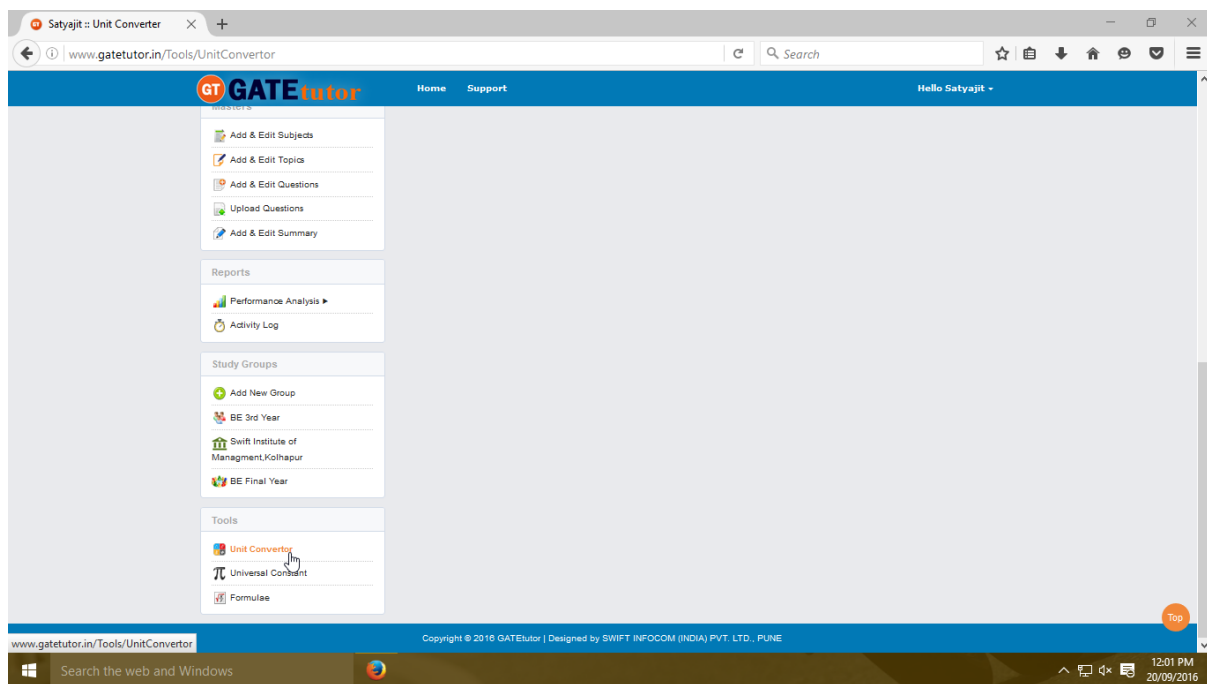 Satyajit :: Unit Converter
www.gatetutor.in/Tools/UnitConvertor
Search
GT GATEtutor
Home
Support
Hello Satyajit
Masters
Add & Edit Subjects
Add & Edit Topics
Add & Edit Questions
Upload Questions
Add & Edit Summary
Reports
Performance Analysis ►
Activity Log
Study Groups
Add New Group
BE 3rd Year
Swift Institute of
Managment,Kolhapur
BE Final Year
Tools
Unit Convertor
π Universal Constant
Formulae
Top
Copyright © 2016 GATEtutor | Designed by SWIFT INFOCOM (INDIA) PVT. LTD., PUNE
www.gatetutor.in/Tools/UnitConvertor
Search the web and Windows
12:01 PM
20/09/2016